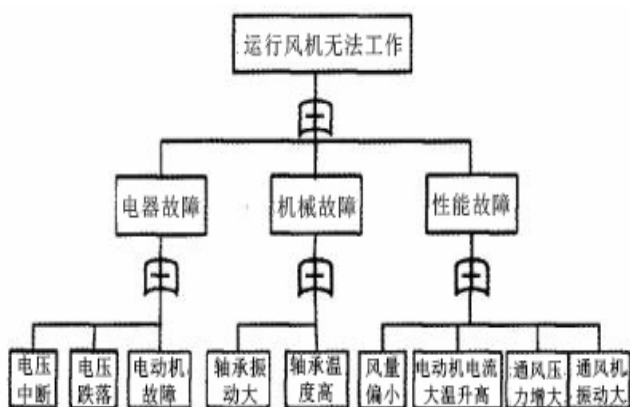 运行风机无法工作
电器故障
机械故障
性能故障
电压
中断
电压
跌落
电动机
故障
轴承振
动大
轴承温
度高
风量
偏小
电动机电流
大温升高
通风压
力增大
通风机
振动大